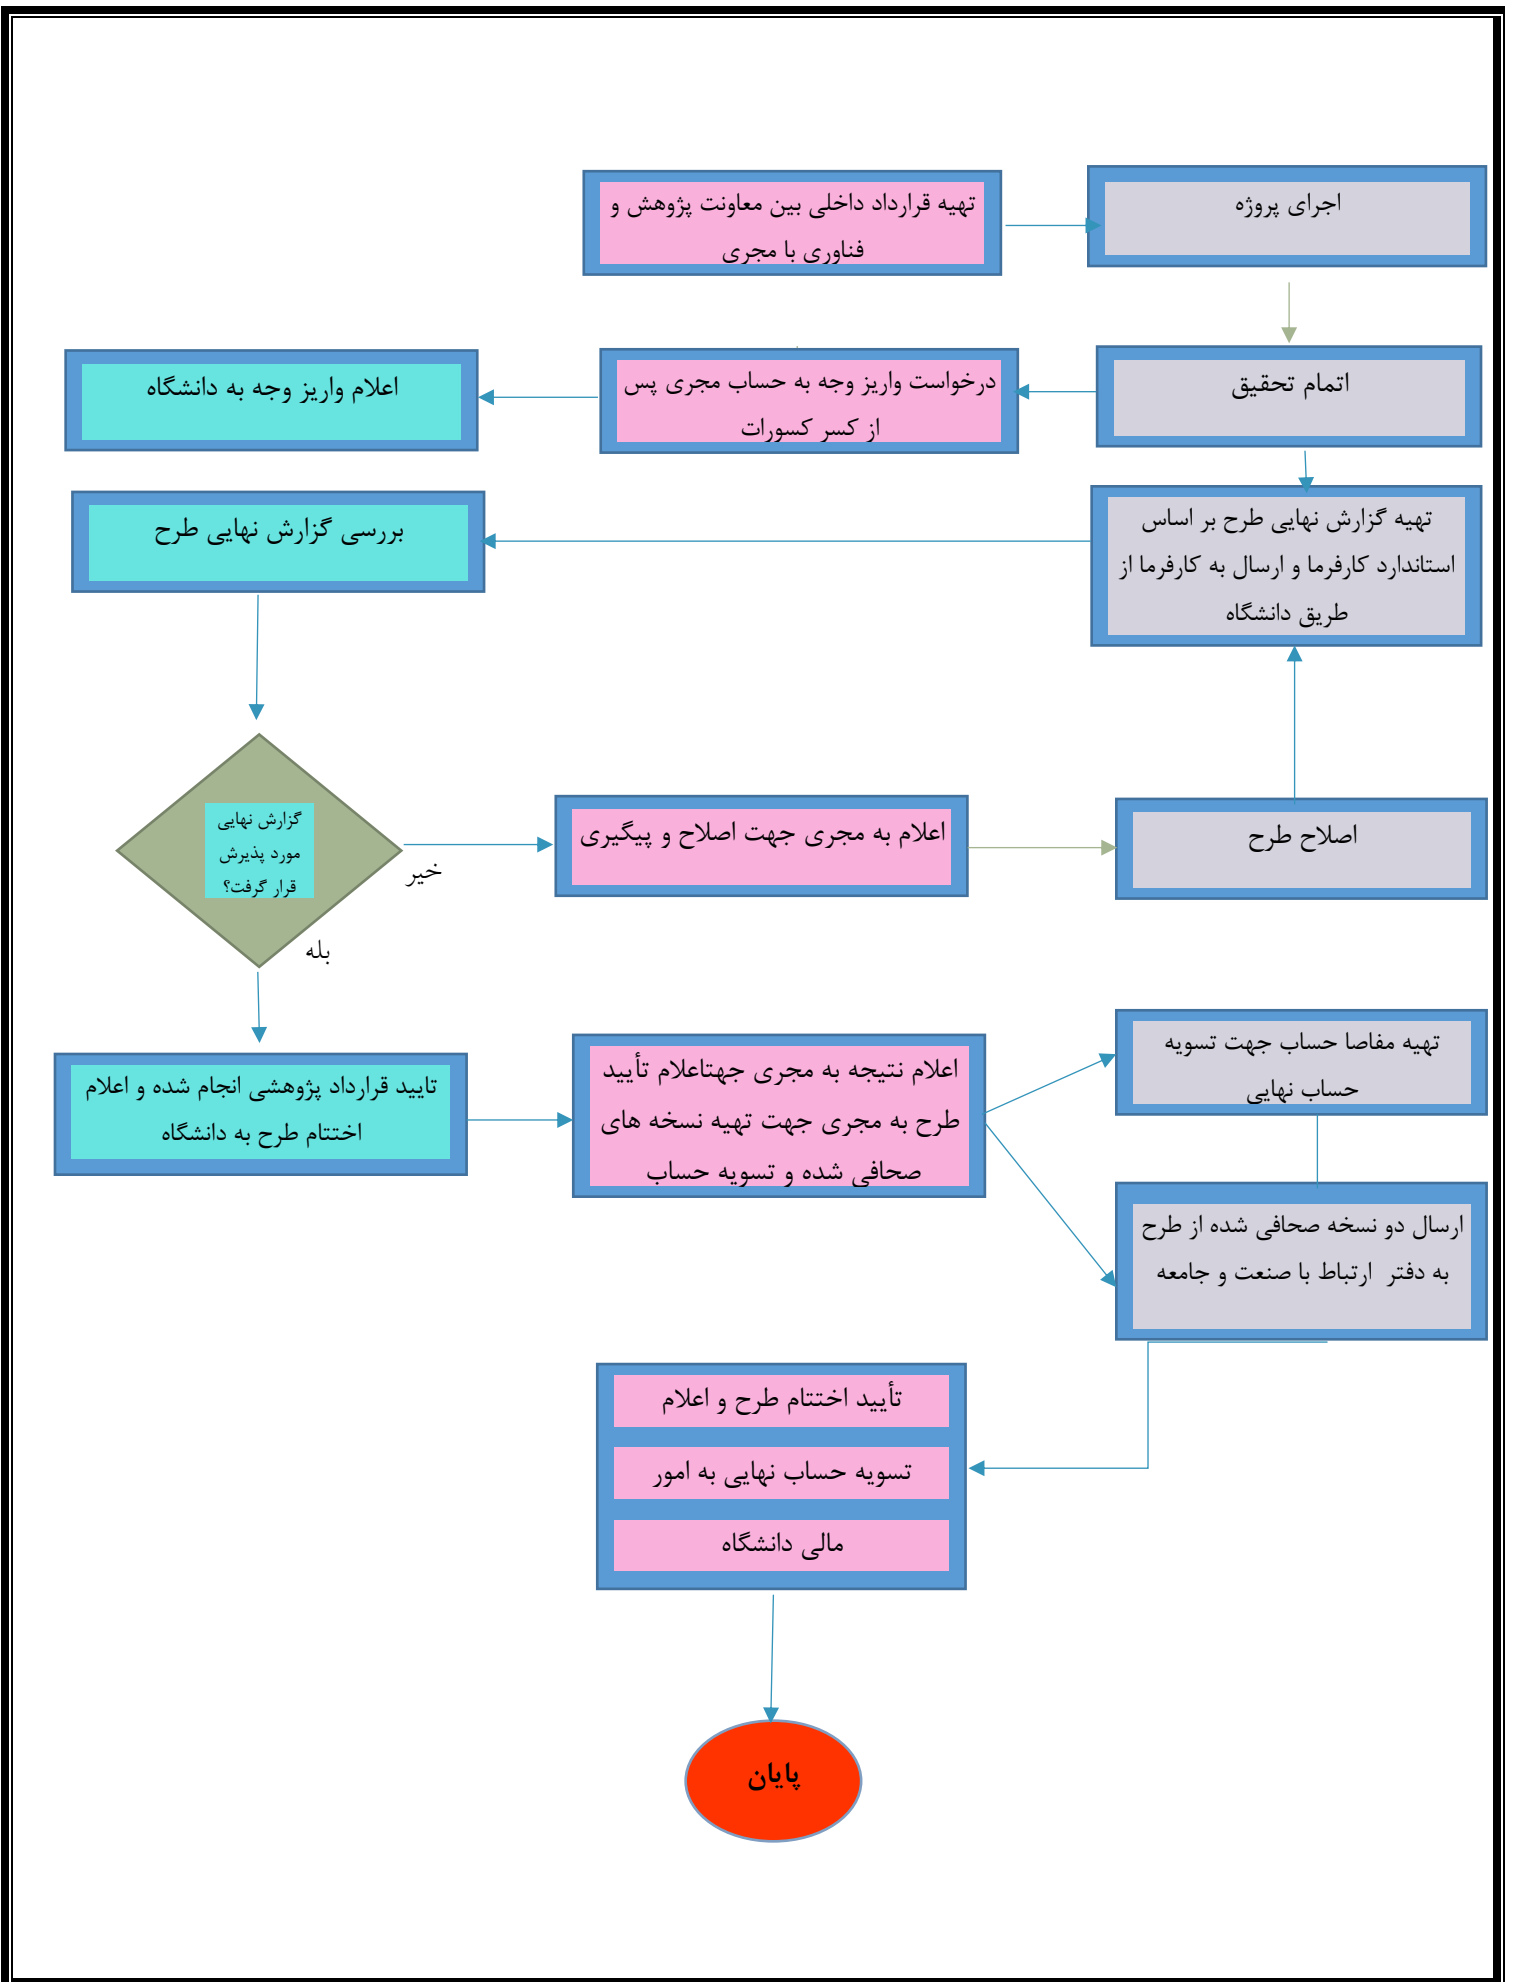 اجرای پروژه
تهیه قرارداد داخلی بین معاونت پژوهش و
فناوری با مجری
اتمام تحقیق
درخواست واریز وجه به حساب مجری پس
از کسر کسورات
اعلام واریز وجه به دانشگاه
تهیه گزارش نهایی طرح بر اساس
استاندارد کارفرما و ارسال به کارفرما از
طریق دانشگاه
بررسی گزارش نهایی طرح
گزارش نهایی
مورد پذیرش
قرار گرفت؟
خیر
بله
اعلام به مجری جهت اصلاح و پیگیری
اصلاح طرح
تایید قرارداد پژوهشی انجام شده و اعلام
اختتام طرح به دانشگاه
اعلام نتیجه به مجری جهتاعلام تأیید
طرح به مجری جهت تهیه نسخه های
صحافی شده و تسویه حساب
تهیه مفاصا حساب جهت تسویه
حساب نهایی
ارسال دو نسخه صحافی شده از طرح
به دفتر ارتباط با صنعت و جامعه
تأیید اختتام طرح و اعلام
تسویه حساب نهایی به امور
مالی دانشگاه
پایان